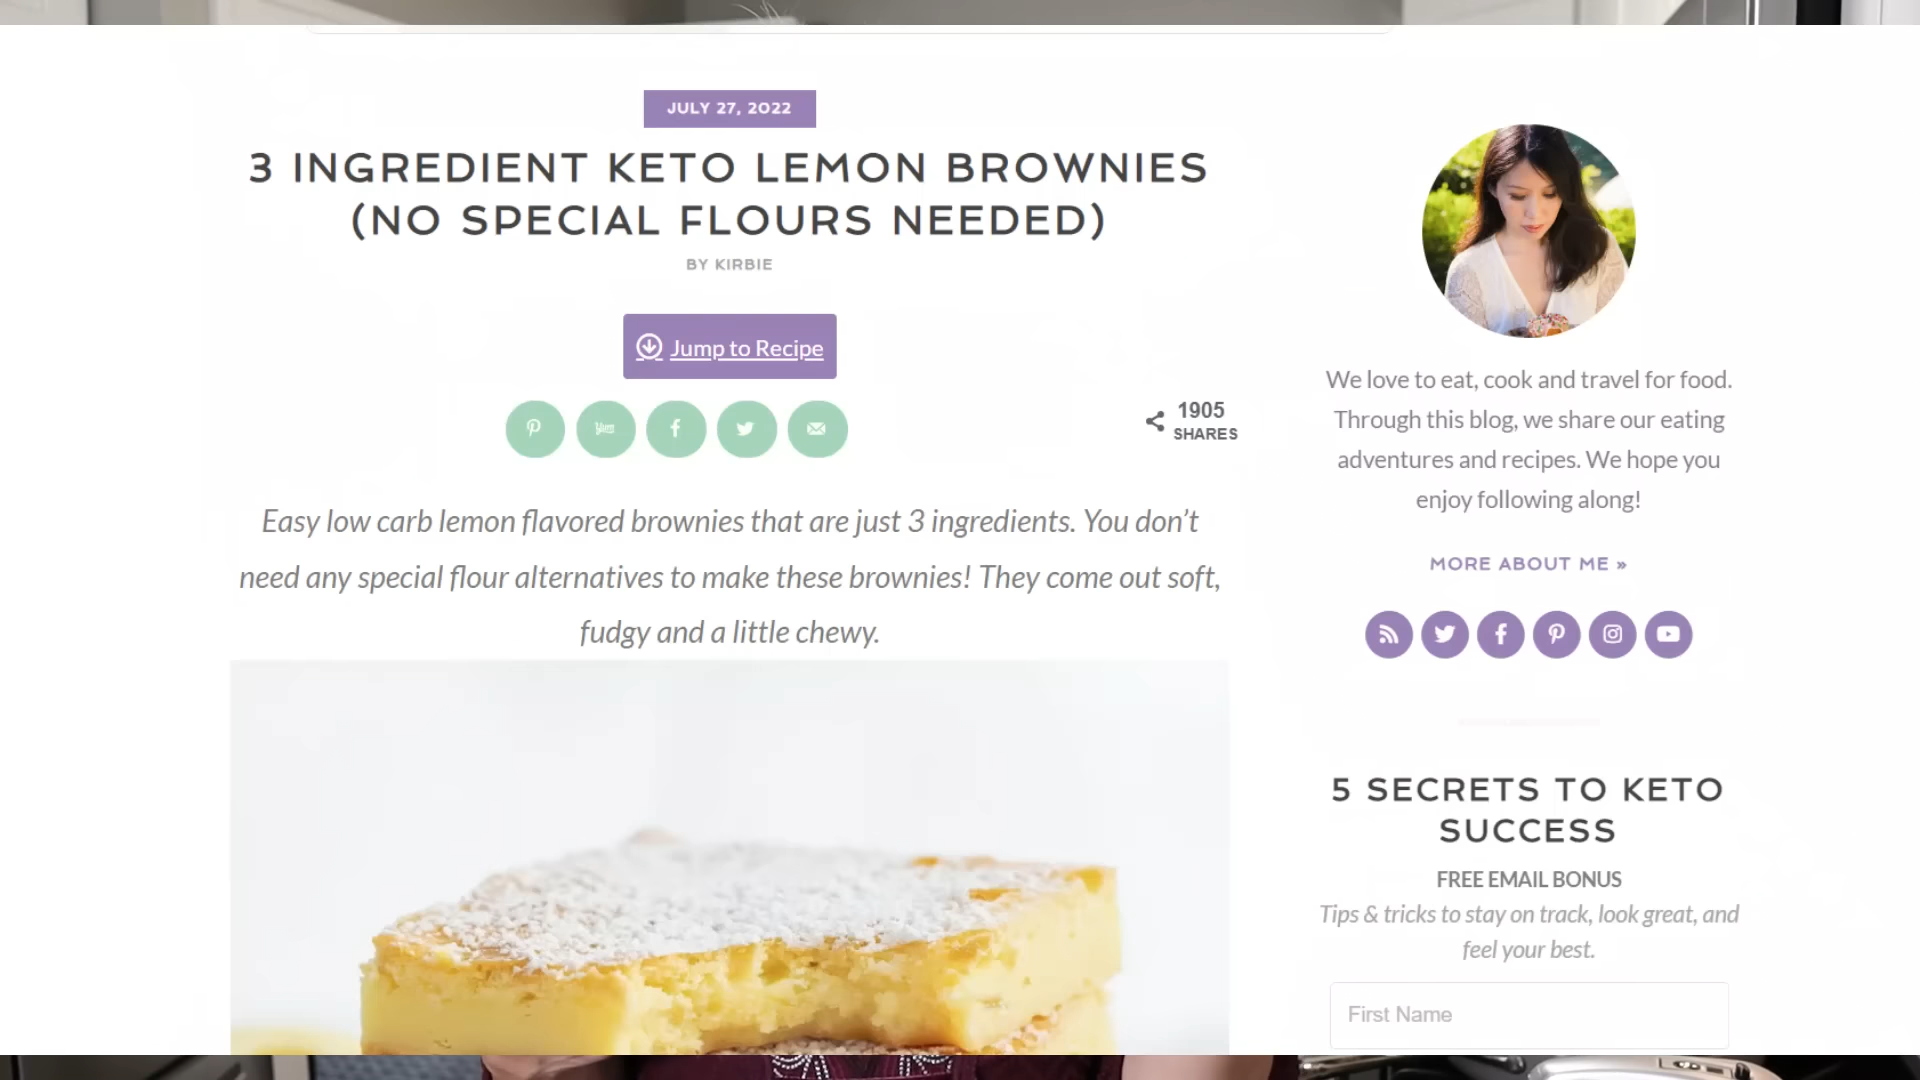 JULY 27, 2022
3 INGREDIENT KETO LEMON BROWNIES
(NO SPECIAL FLOURS NEEDED)
BY KIRBIE
Jump to Recipe
Yum
1905
SHARES
Easy low carb lemon flavored brownies that are just 3 ingredients. You don’t
need any special flour alternatives to make these brownies! They come out soft,
fudgy and a little chewy.
We love to eat, cook and travel for food.
Through this blog, we share our eating
adventures and recipes. We hope you
enjoy following along!
MORE ABOUT ME »
5 SECRETS TO KETO
SUCCESS
FREE EMAIL BONUS
Tips & tricks to stay on track, look great, and
feel your best.
First Name